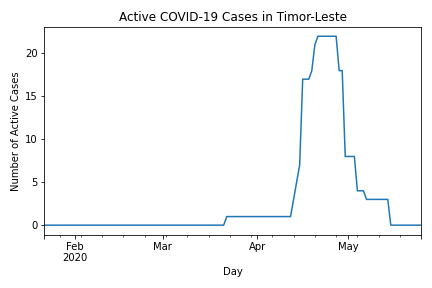 Active COVID-19 Cases in Timor-Leste
Number of Active Cases
20
15
10
5
0
Feb
2020
Mar
Apr
May
Day